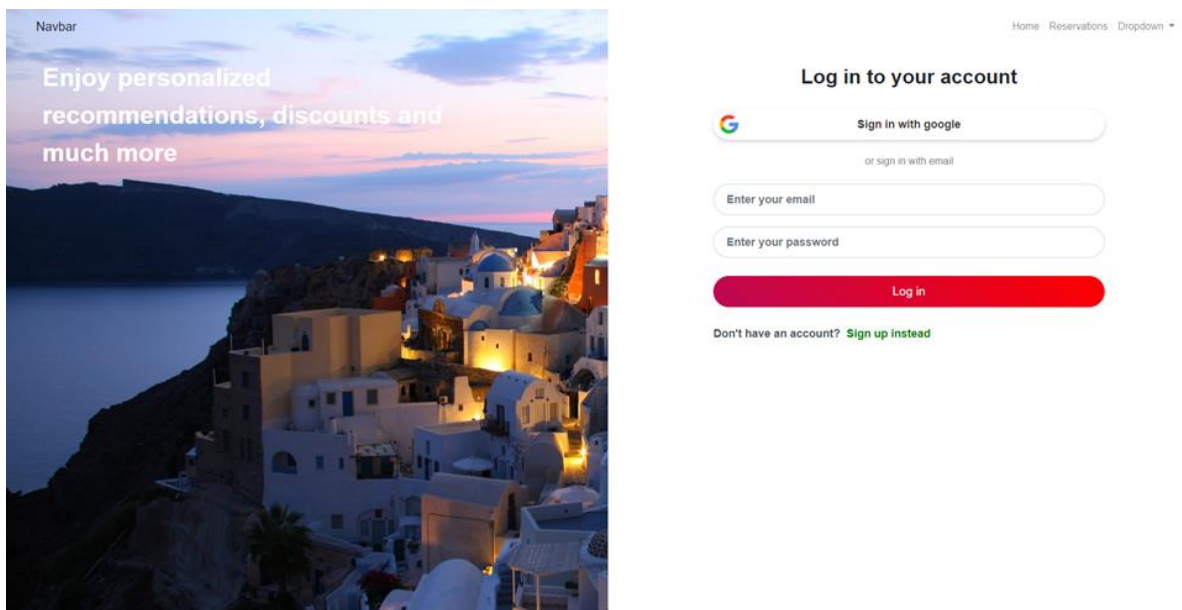 Navbar
Home Reservations Dropdown
Enjoy personalized
recommendations, discounts and
much more
Log in to your account
Sign in with google
or sign in with email
Enter your email
Enter your password
Log in
Don't have an account? Sign up instead